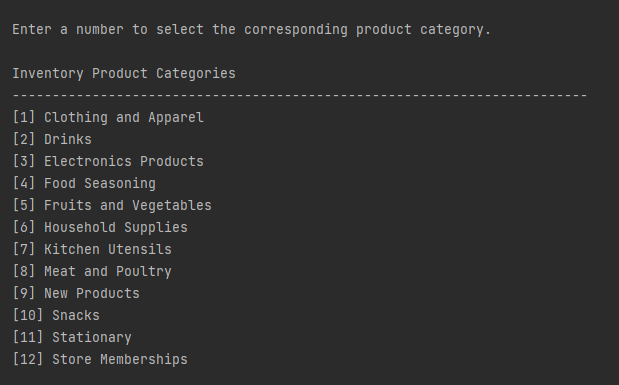 Enter a number to select the corresponding product category.
Inventory Product Categories
------------------------------------------------------------------------
[1] Clothing and Apparel
[2] Drinks
[3] Electronics Products
[4] Food Seasoning
[5] Fruits and Vegetables
[6] Household Supplies
[7] Kitchen Utensils
[8] Meat and Poultry
[9] New Products
[10] Snacks
[11] Stationary
[12] Store Memberships